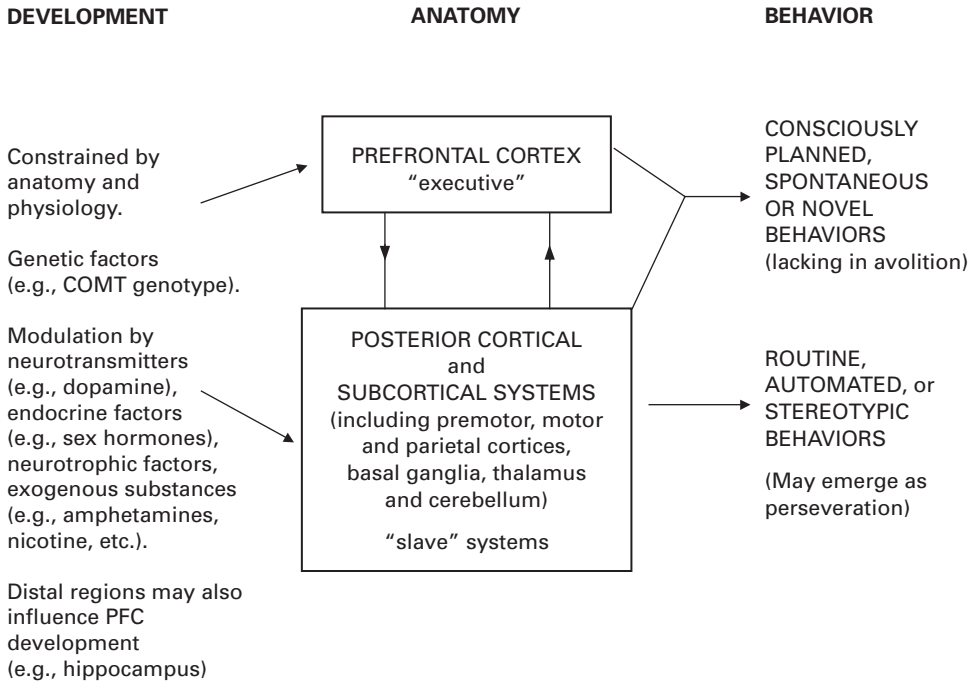 DEVELOPMENT
ANATOMY
BEHAVIOR
Constrained by
anatomy and
physiology.
Genetic factors
(e.g., COMT genotype).
Modulation by
neurotransmitters
(e.g., dopamine),
endocrine factors
(e.g., sex hormones),
neurotrophic factors,
exogenous substances
(e.g., amphetamines,
nicotine, etc.).
Distal regions may also
influence PFC
development
(e.g., hippocampus)
PREFRONTAL CORTEX
“executive”
POSTERIOR CORTICAL
and
SUBCORTICAL SYSTEMS
(including premotor, motor
and parietal cortices,
basal ganglia, thalamus
and cerebellum)
“slave” systems
CONSCIOUSLY
PLANNED,
SPONTANEOUS
OR NOVEL
BEHAVIORS
(lacking in avolition)
ROUTINE,
AUTOMATED, or
STEREOTYPIC
BEHAVIORS
(May emerge as
perseveration)